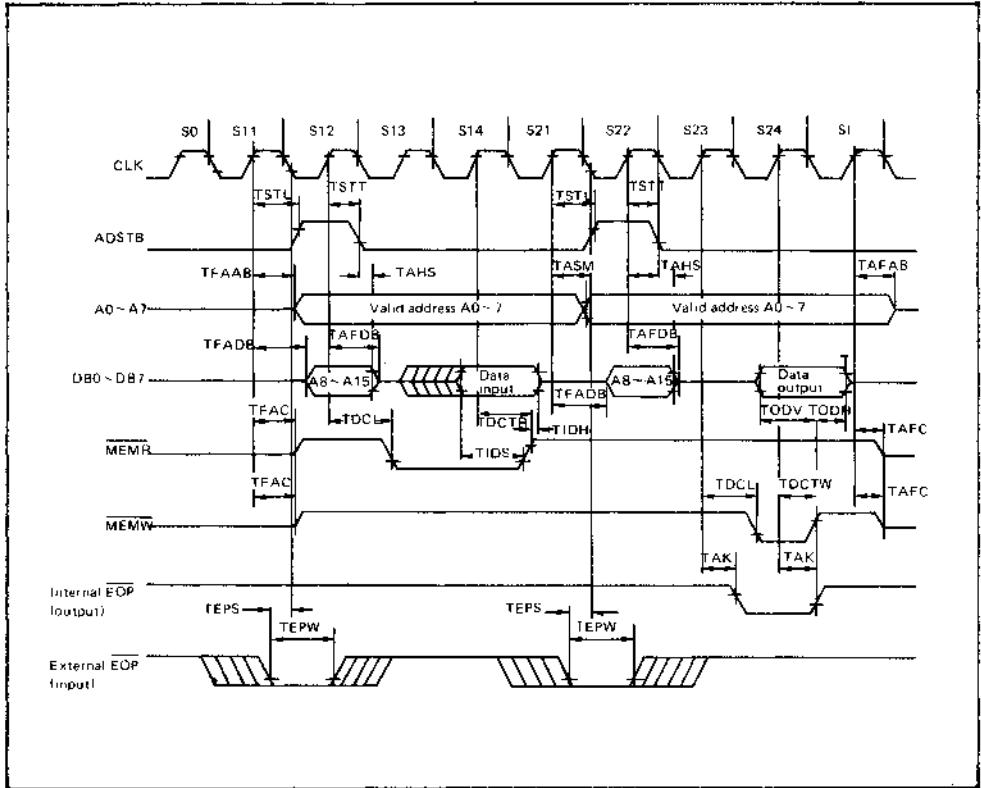 S0 S11 S12 S13 S14 S21 S22 S23 S24 SI
CLK
TSTL TSTT TSTL TSTT
ADSTB
TFAAB TAHS TASM TAHS TAFAB
A0~A7 Valid address A0~7 Valid address A0~7
TFADB TAFDB TAFDB
DB0~DB7 A8~A15 Data input A8~A15 Data output
TFADB
TFAC TDCL TDCTR TIDH TODV TODH TAFC
MEMR TIDS
TFAC TDCL TDCTW TAFC
MEMW
TAK TAK
Internal EOP
(output)
TEPS TEPW TEPS TEPW
External EOP
(input)